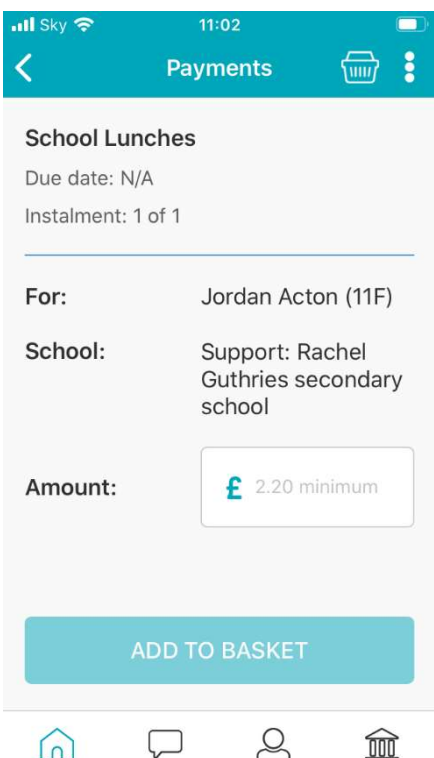 Sky 11:02
Payments
School Lunches
Due date: N/A
Instalment: 1 of 1
For: Jordan Acton (11F)
School: Support: Rachel
Guthries secondary
school
Amount: £ 2.20 minimum
ADD TO BASKET